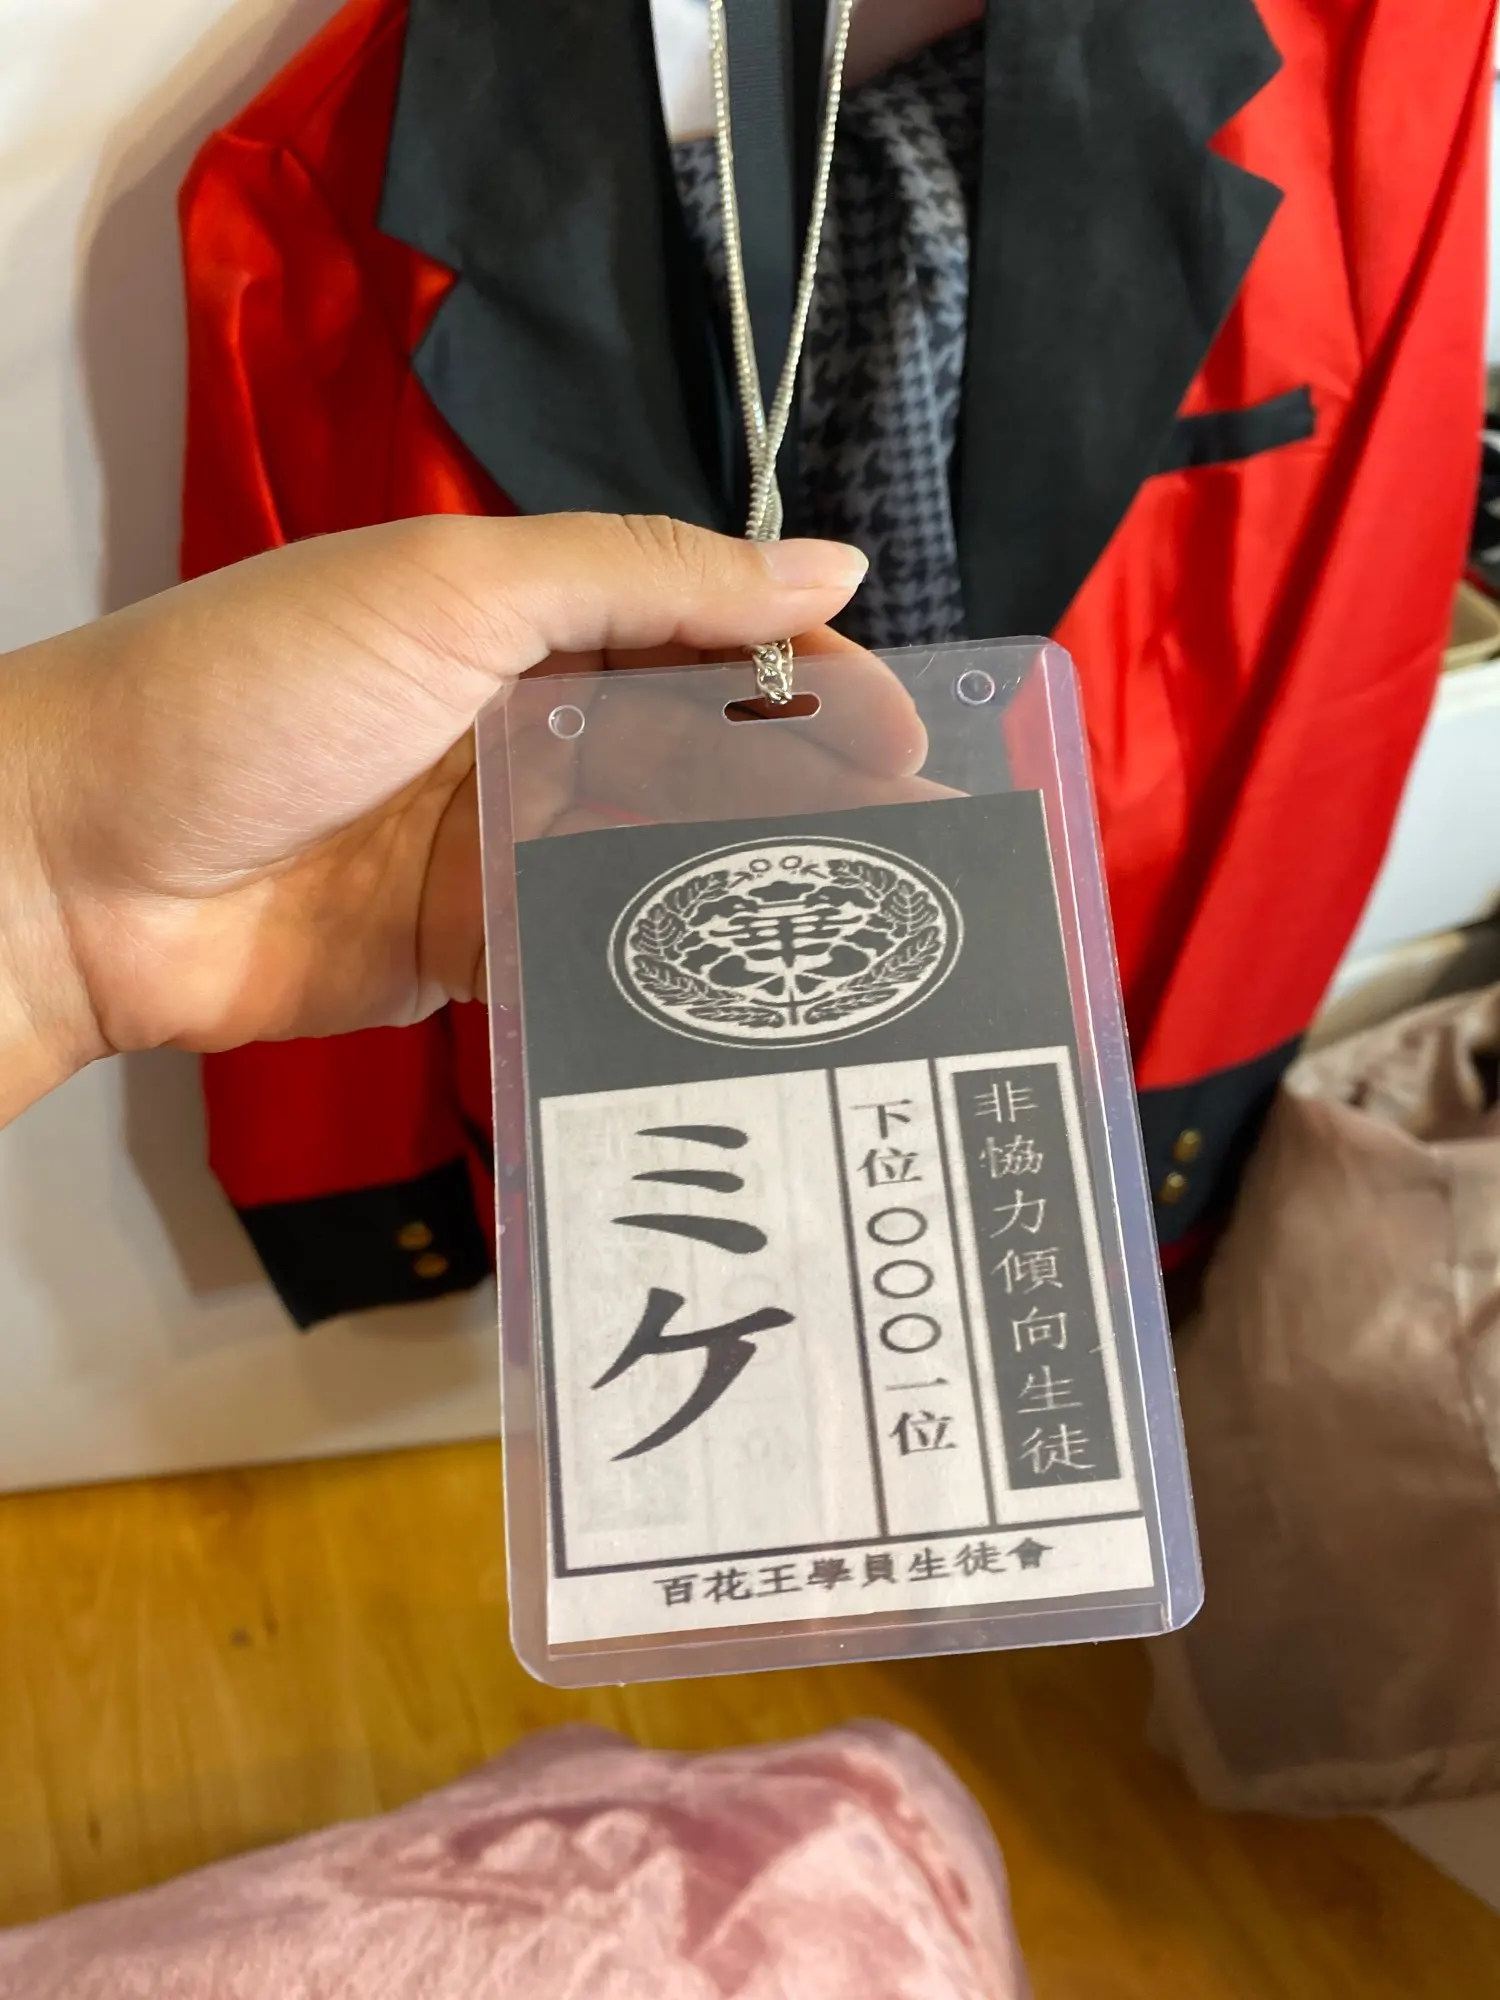 華
非協力傾向生徒
下位〇〇〇一位
ミケ
百花王學員生徒會